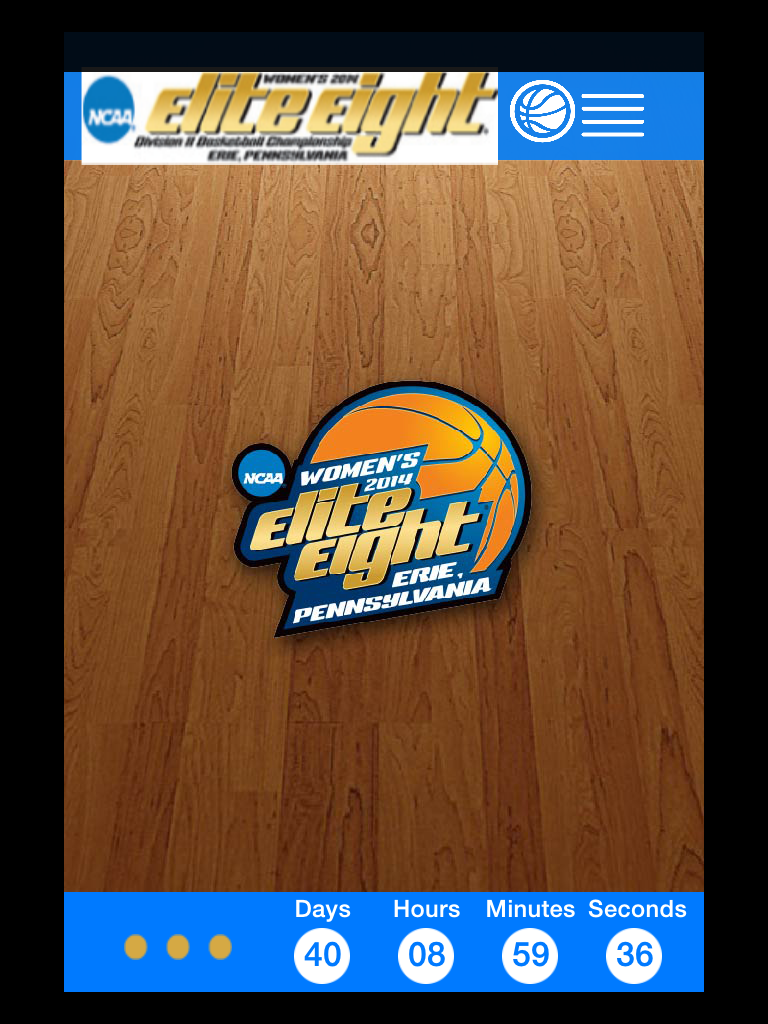 WOMEN'S 2014
NCAA
elite eight
Division II Basketball Championship
ERIE, PENNSYLVANIA
NCAA
WOMEN'S
2014
elite
eight
ERIE,
PENNSYLVANIA
Days Hours Minutes Seconds
40 08 59 36